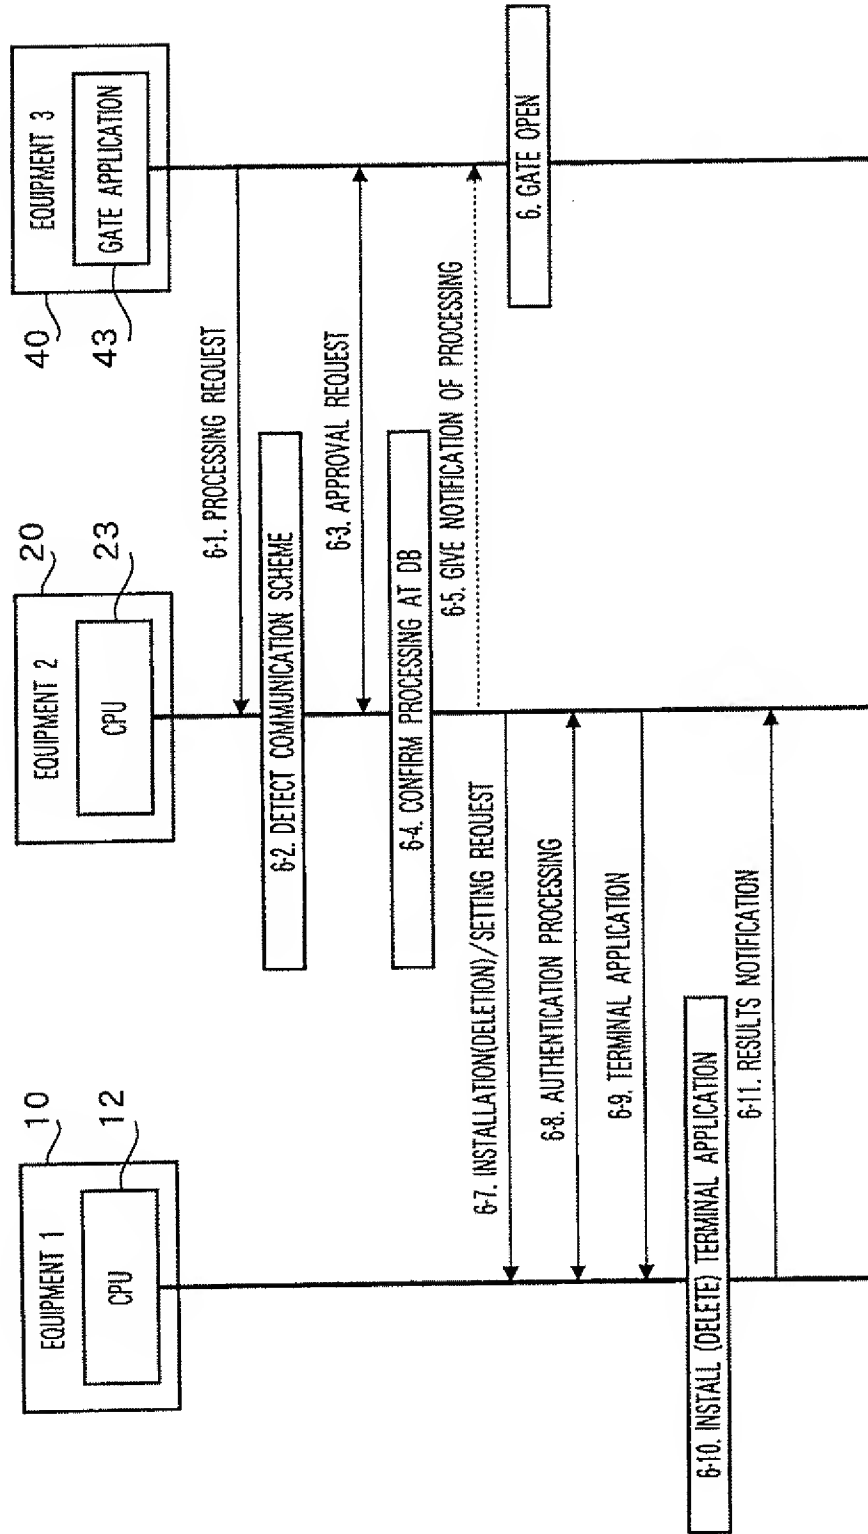 EQUIPMENT 1
CPU
10
12
EQUIPMENT 2
CPU
20
23
EQUIPMENT 3
GATE APPLICATION
40
43
6-1. PROCESSING REQUEST
6-2. DETECT COMMUNICATION SCHEME
6-3. APPROVAL REQUEST
6-4. CONFIRM PROCESSING AT DB
6-5. GIVE NOTIFICATION OF PROCESSING
6. GATE OPEN
6-7. INSTALLATION(DELETION)/SETTING REQUEST
6-8. AUTHENTICATION PROCESSING
6-9. TERMINAL APPLICATION
6-10. INSTALL (DELETE) TERMINAL APPLICATION
6-11. RESULTS NOTIFICATION